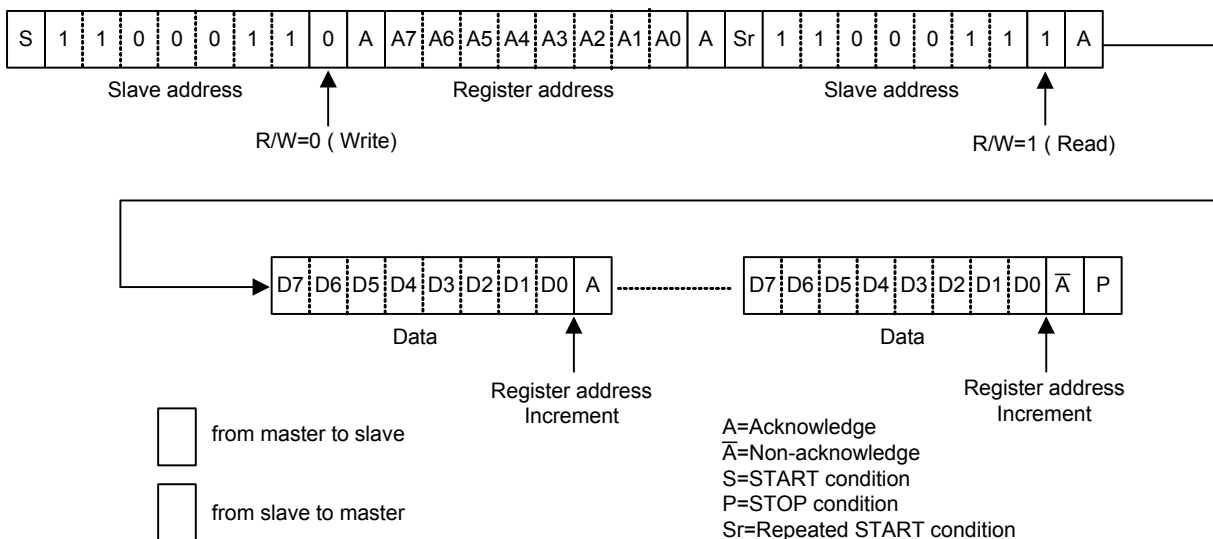 S 1 1 0 0 0 1 1 0 A A7 A6 A5 A4 A3 A2 A1 A0 A Sr 1 1 0 0 0 1 1 1 A
Slave address Register address Slave address
R/W=0 ( Write) R/W=1 ( Read)
D7 D6 D5 D4 D3 D2 D1 D0 A D7 D6 D5 D4 D3 D2 D1 D0 A̅ P
Data Data
Register address
Increment
Register address
Increment
from master to slave
from slave to master
A=Acknowledge
A̅=Non-acknowledge
S=START condition
P=STOP condition
Sr=Repeated START condition